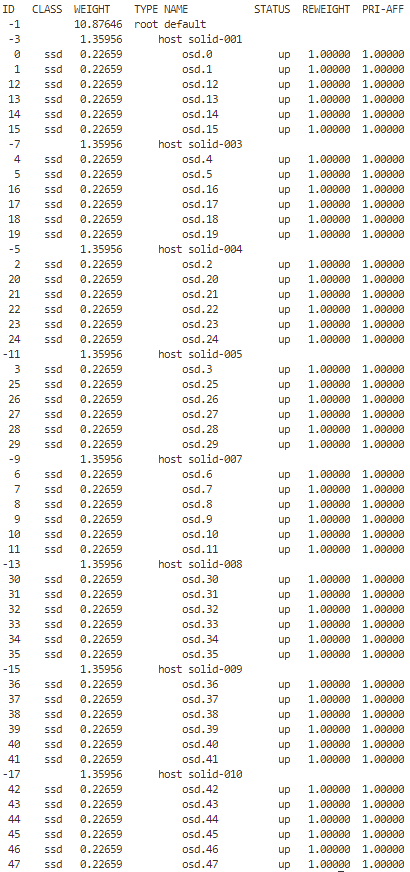 ID CLASS WEIGHT TYPE NAME STATUS REWEIGHT PRI-AFF
-1 10.87646 root default
-3 1.35956 host solid-001
0 ssd 0.22659 osd.0 up 1.00000 1.00000
1 ssd 0.22659 osd.1 up 1.00000 1.00000
12 ssd 0.22659 osd.12 up 1.00000 1.00000
13 ssd 0.22659 osd.13 up 1.00000 1.00000
14 ssd 0.22659 osd.14 up 1.00000 1.00000
15 ssd 0.22659 osd.15 up 1.00000 1.00000
-7 1.35956 host solid-003
4 ssd 0.22659 osd.4 up 1.00000 1.00000
5 ssd 0.22659 osd.5 up 1.00000 1.00000
16 ssd 0.22659 osd.16 up 1.00000 1.00000
17 ssd 0.22659 osd.17 up 1.00000 1.00000
18 ssd 0.22659 osd.18 up 1.00000 1.00000
19 ssd 0.22659 osd.19 up 1.00000 1.00000
-5 1.35956 host solid-004
2 ssd 0.22659 osd.2 up 1.00000 1.00000
20 ssd 0.22659 osd.20 up 1.00000 1.00000
21 ssd 0.22659 osd.21 up 1.00000 1.00000
22 ssd 0.22659 osd.22 up 1.00000 1.00000
23 ssd 0.22659 osd.23 up 1.00000 1.00000
24 ssd 0.22659 osd.24 up 1.00000 1.00000
-11 1.35956 host solid-005
3 ssd 0.22659 osd.3 up 1.00000 1.00000
25 ssd 0.22659 osd.25 up 1.00000 1.00000
26 ssd 0.22659 osd.26 up 1.00000 1.00000
27 ssd 0.22659 osd.27 up 1.00000 1.00000
28 ssd 0.22659 osd.28 up 1.00000 1.00000
29 ssd 0.22659 osd.29 up 1.00000 1.00000
-9 1.35956 host solid-007
6 ssd 0.22659 osd.6 up 1.00000 1.00000
7 ssd 0.22659 osd.7 up 1.00000 1.00000
8 ssd 0.22659 osd.8 up 1.00000 1.00000
9 ssd 0.22659 osd.9 up 1.00000 1.00000
10 ssd 0.22659 osd.10 up 1.00000 1.00000
11 ssd 0.22659 osd.11 up 1.00000 1.00000
-13 1.35956 host solid-008
30 ssd 0.22659 osd.30 up 1.00000 1.00000
31 ssd 0.22659 osd.31 up 1.00000 1.00000
32 ssd 0.22659 osd.32 up 1.00000 1.00000
33 ssd 0.22659 osd.33 up 1.00000 1.00000
34 ssd 0.22659 osd.34 up 1.00000 1.00000
35 ssd 0.22659 osd.35 up 1.00000 1.00000
-15 1.35956 host solid-009
36 ssd 0.22659 osd.36 up 1.00000 1.00000
37 ssd 0.22659 osd.37 up 1.00000 1.00000
38 ssd 0.22659 osd.38 up 1.00000 1.00000
39 ssd 0.22659 osd.39 up 1.00000 1.00000
40 ssd 0.22659 osd.40 up 1.00000 1.00000
41 ssd 0.22659 osd.41 up 1.00000 1.00000
-17 1.35956 host solid-010
42 ssd 0.22659 osd.42 up 1.00000 1.00000
43 ssd 0.22659 osd.43 up 1.00000 1.00000
44 ssd 0.22659 osd.44 up 1.00000 1.00000
45 ssd 0.22659 osd.45 up 1.00000 1.00000
46 ssd 0.22659 osd.46 up 1.00000 1.00000
47 ssd 0.22659 osd.47 up 1.00000 1.00000